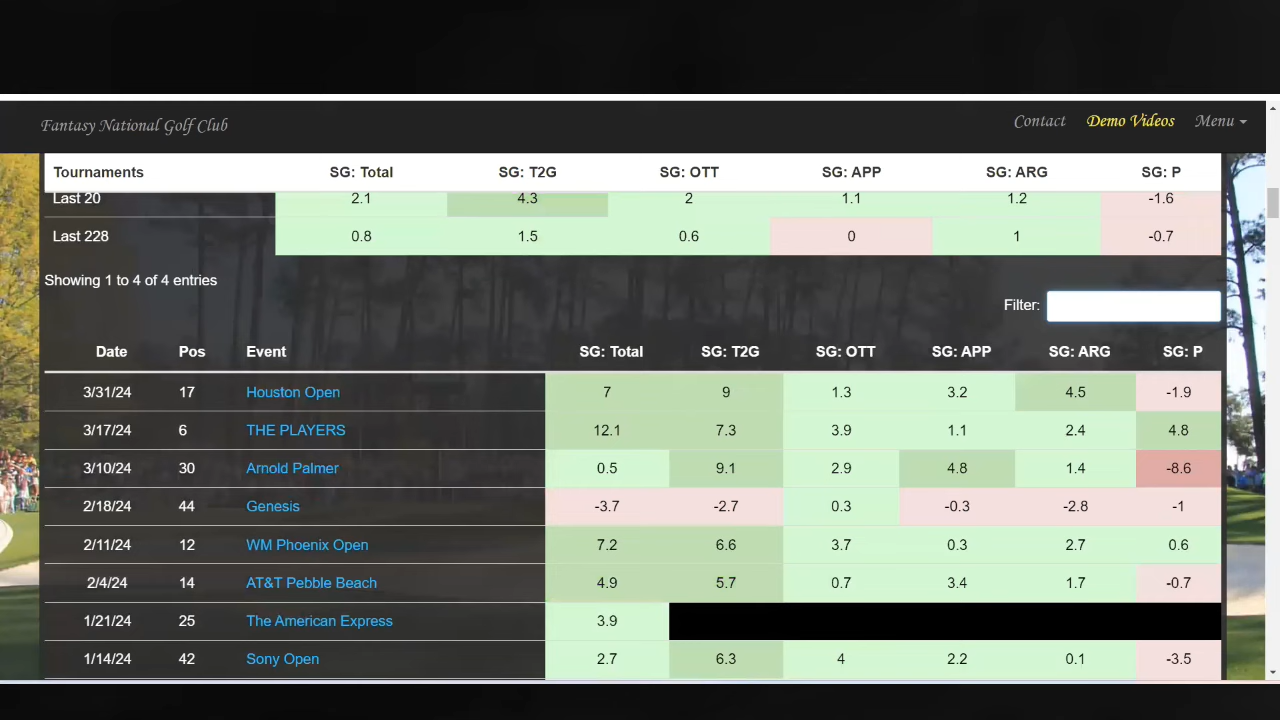 Fantasy National Golf Club Contact Demo Videos Menu
Tournaments SG: Total SG: T2G SG: OTT SG: APP SG: ARG SG: P
Last 20 2.1 4.3 2 1.1 1.2 -1.6
Last 228 0.8 1.5 0.6 0 1 -0.7
Showing 1 to 4 of 4 entries
Filter:
Date Pos Event SG: Total SG: T2G SG: OTT SG: APP SG: ARG SG: P
3/31/24 17 Houston Open 7 9 1.3 3.2 4.5 -1.9
3/17/24 6 THE PLAYERS 12.1 7.3 3.9 1.1 2.4 4.8
3/10/24 30 Arnold Palmer 0.5 9.1 2.9 4.8 1.4 -8.6
2/18/24 44 Genesis -3.7 -2.7 0.3 -0.3 -2.8 -1
2/11/24 12 WM Phoenix Open 7.2 6.6 3.7 0.3 2.7 0.6
2/4/24 14 AT&T Pebble Beach 4.9 5.7 0.7 3.4 1.7 -0.7
1/21/24 25 The American Express 3.9
1/14/24 42 Sony Open 2.7 6.3 4 2.2 0.1 -3.5